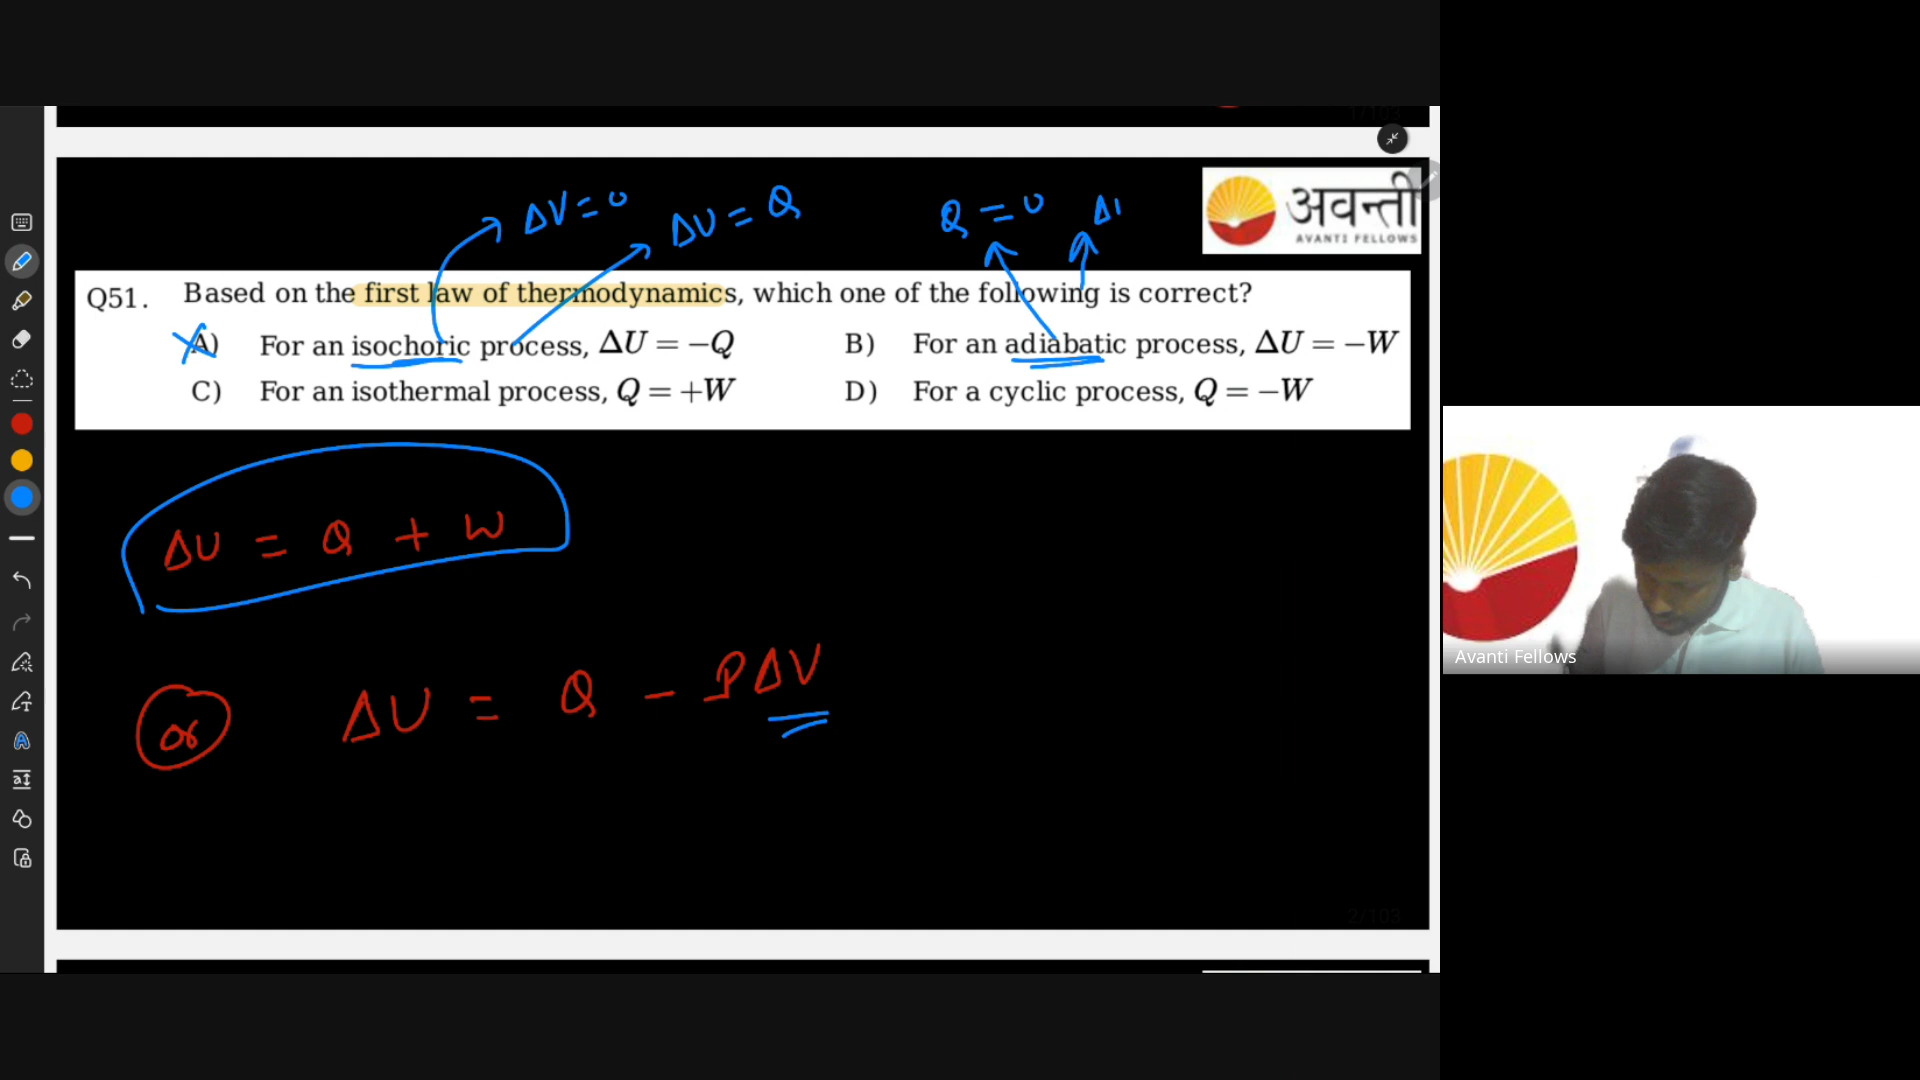 ΔV = 0
ΔU = Q
Q = 0
अवन्ती
AVANTI FELLOWS
Q51. Based on the first law of thermodynamics, which one of the following is correct?
A) For an isochoric process, ΔU = −Q B) For an adiabatic process, ΔU = −W
C) For an isothermal process, Q = +W D) For a cyclic process, Q = −W
ΔU = Q + W
or ΔU = Q − PΔV
Avanti Fellows
2/103